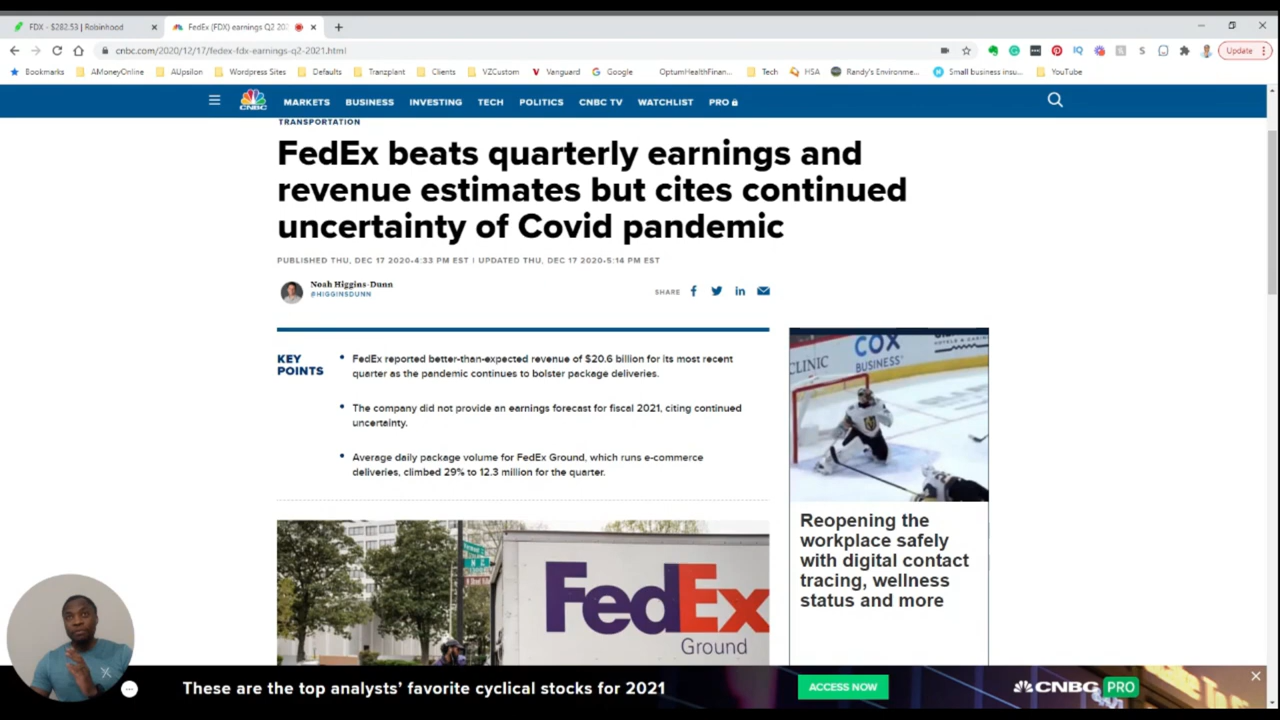 FDX - $282.53 | Robinhood
FedEx (FDX) earnings Q2 202
cnbc.com/2020/12/17/fedex-fdx-earnings-q2-2021.html
Update
Bookmarks AMoneyOnline AUpsilon Wordpress Sites Defaults Tranzplant Clients VZCustom Vanguard Google OptumHealthFinan... Tech HSA Randy's Environme... Small business insu... YouTube
CNBC MARKETS BUSINESS INVESTING TECH POLITICS CNBC TV WATCHLIST PRO
TRANSPORTATION
FedEx beats quarterly earnings and
revenue estimates but cites continued
uncertainty of Covid pandemic
PUBLISHED THU, DEC 17 2020•4:33 PM EST | UPDATED THU, DEC 17 2020•5:14 PM EST
Noah Higgins-Dunn
@HIGGINSDUNN
SHARE
KEY
POINTS
FedEx reported better-than-expected revenue of $20.6 billion for its most recent
quarter as the pandemic continues to bolster package deliveries.
The company did not provide an earnings forecast for fiscal 2021, citing continued
uncertainty.
Average daily package volume for FedEx Ground, which runs e-commerce
deliveries, climbed 29% to 12.3 million for the quarter.
FedEx
Ground
CLINIC
COX
BUSINESS
Reopening the
workplace safely
with digital contact
tracing, wellness
status and more
These are the top analysts' favorite cyclical stocks for 2021
ACCESS NOW
CNBC PRO